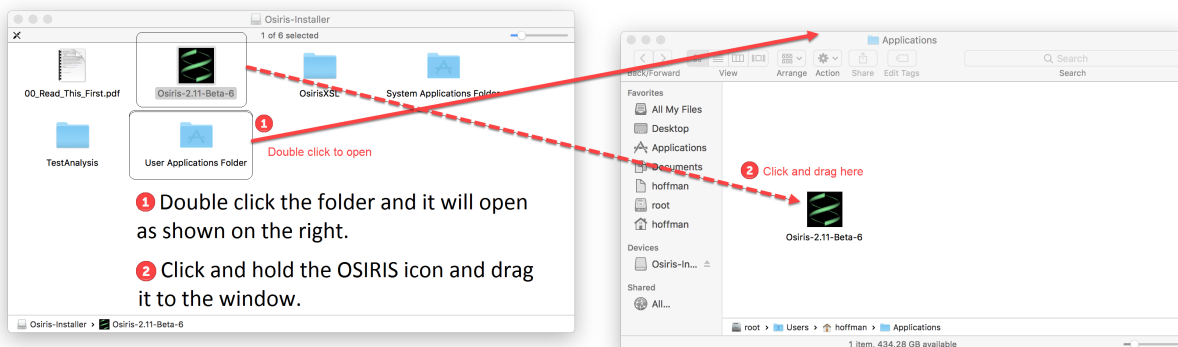 Osiris-Installer
1 of 6 selected
00_Read_This_First.pdf
Osiris-2.11-Beta-6
OsirisXSL
System Applications Folder
TestAnalysis
User Applications Folder
1
Double click to open
1 Double click the folder and it will open
as shown on the right.
2 Click and hold the OSIRIS icon and drag
it to the window.
Osiris-Installer › Osiris-2.11-Beta-6
Applications
Back/Forward
View
Arrange
Action
Share
Edit Tags
Search
Search
Favorites
All My Files
Desktop
Applications
Documents
hoffman
root
hoffman
Devices
Osiris-In...
Shared
All...
2 Click and drag here
Osiris-2.11-Beta-6
root › Users › hoffman › Applications
1 item, 434.28 GB available